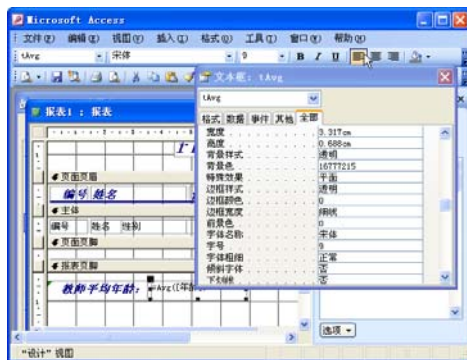 Microsoft Access
文件(F) 编辑(E) 视图(V) 插入(I) 格式(O) 工具(T) 窗口(W) 帮助(H)
tAvg 宋体 9 B I U
文本框: tAvg
tAvg
格式 数据 事件 其他 全部
宽度 3.317cm
高度 0.688cm
背景样式 透明
背景色 16777215
特殊效果 平面
边框样式 透明
边框颜色 0
边框宽度 细线
前景色 0
字体名称 宋体
字号 9
字体粗细 正常
倾斜字体 否
下划线 否
报表1 : 报表
页面页眉
编号 姓名
主体
编号 姓名 性别
页面页脚
报表页脚
教师平均年龄: =Avg([年
选项
“设计”视图